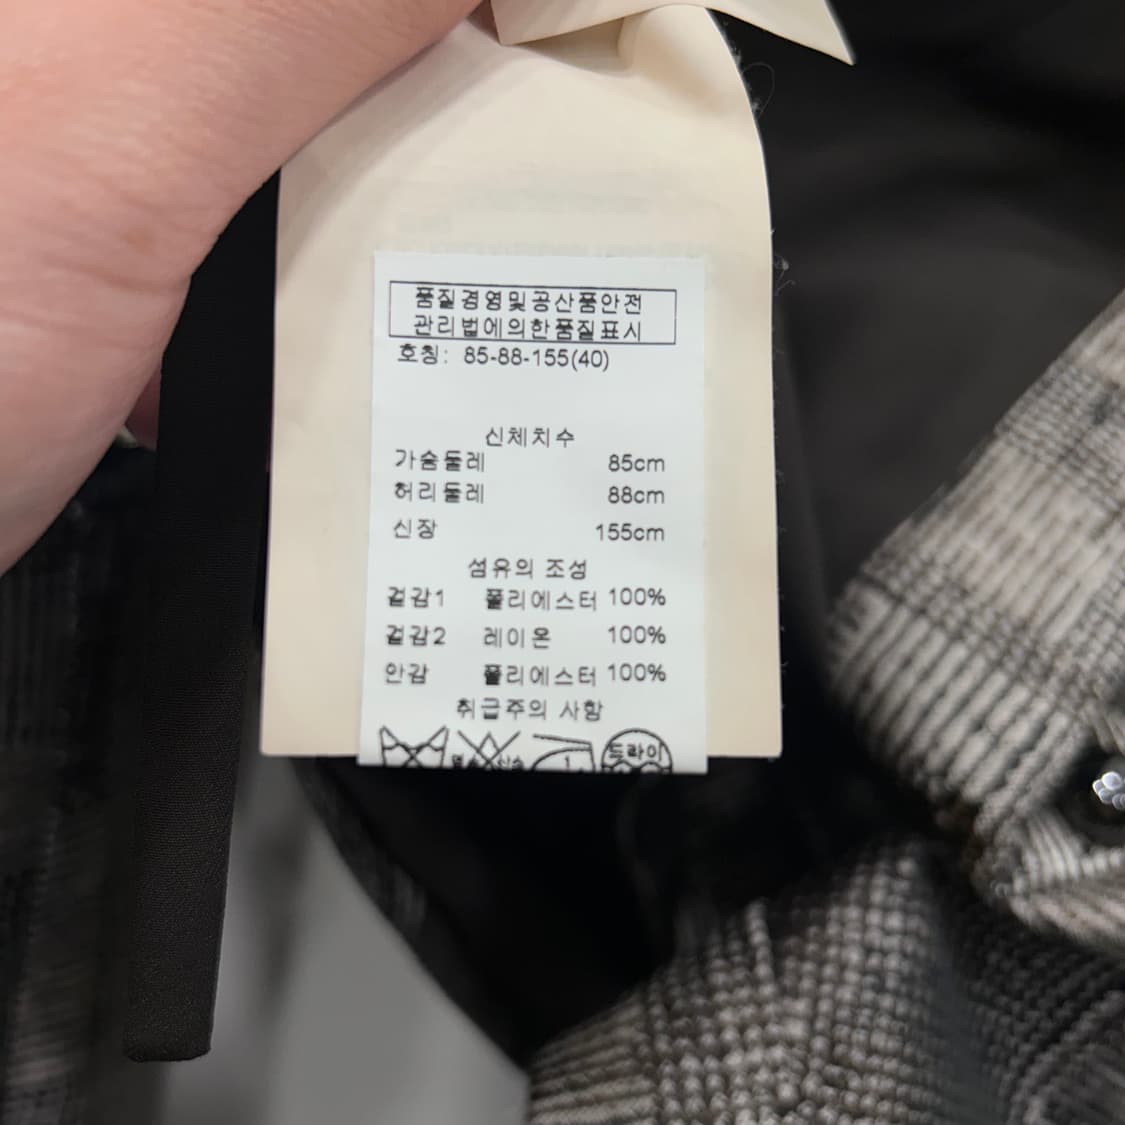 품질경영및공산품안전
관리법에의한품질표시
호칭: 85-88-155(40)
신체치수
가슴둘레 85cm
허리둘레 88cm
신장 155cm
섬유의 조성
겉감1 폴리에스터 100%
겉감2 레이온 100%
안감 폴리에스터 100%
취급주의 사항
드라이